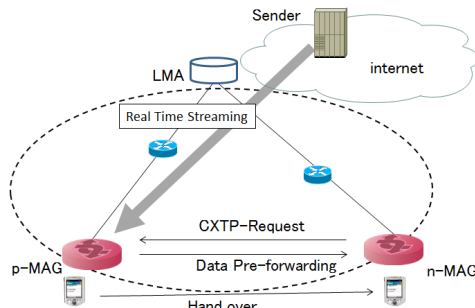 Sender
internet
LMA
Real Time Streaming
CXTP-Request
Data Pre-forwarding
p-MAG
n-MAG
Hand over